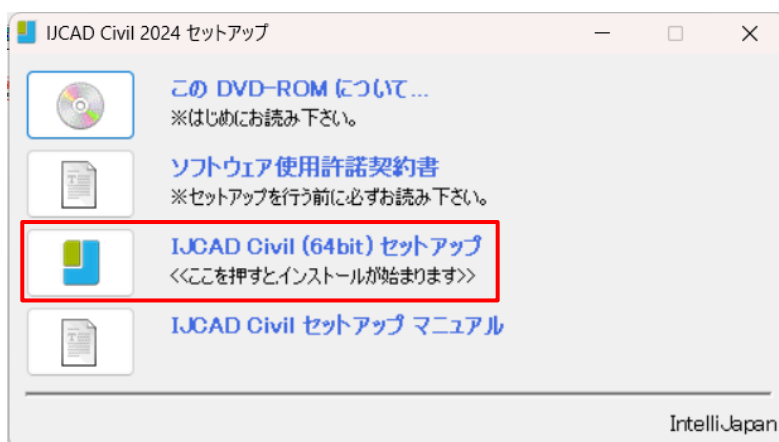 IJCAD Civil 2024 セットアップ
この DVD-ROM について...
※はじめにお読み下さい。
ソフトウェア使用許諾契約書
※セットアップを行う前に必ずお読み下さい。
IJCAD Civil (64bit) セットアップ
<<ここを押すとインストールが始まります>>
IJCAD Civil セットアップ マニュアル
IntelliJapan